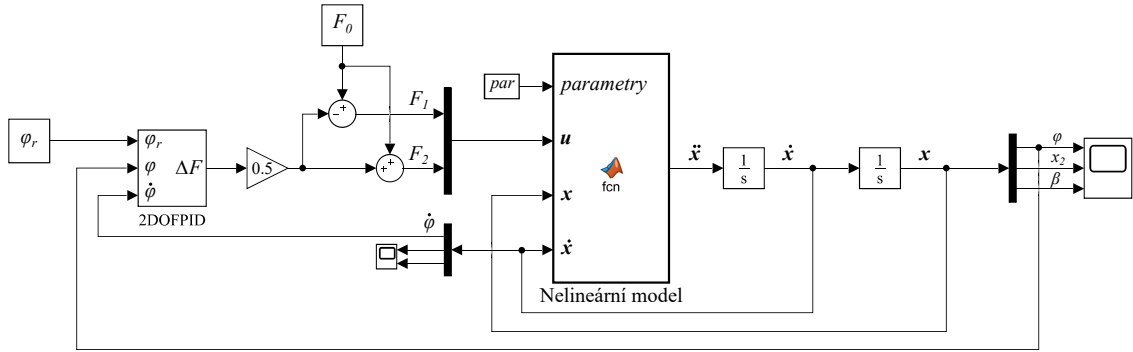 F₀
par
parametry
F₁
φᵣ
φᵣ
φ
φ̇
ΔF
0.5
- +
u
F₂
+ +
fcn
ẍ
1
s
ẋ
1
s
x
φ
x₂
β
x
2DOFPID
φ̇
ẋ
Nelineární model